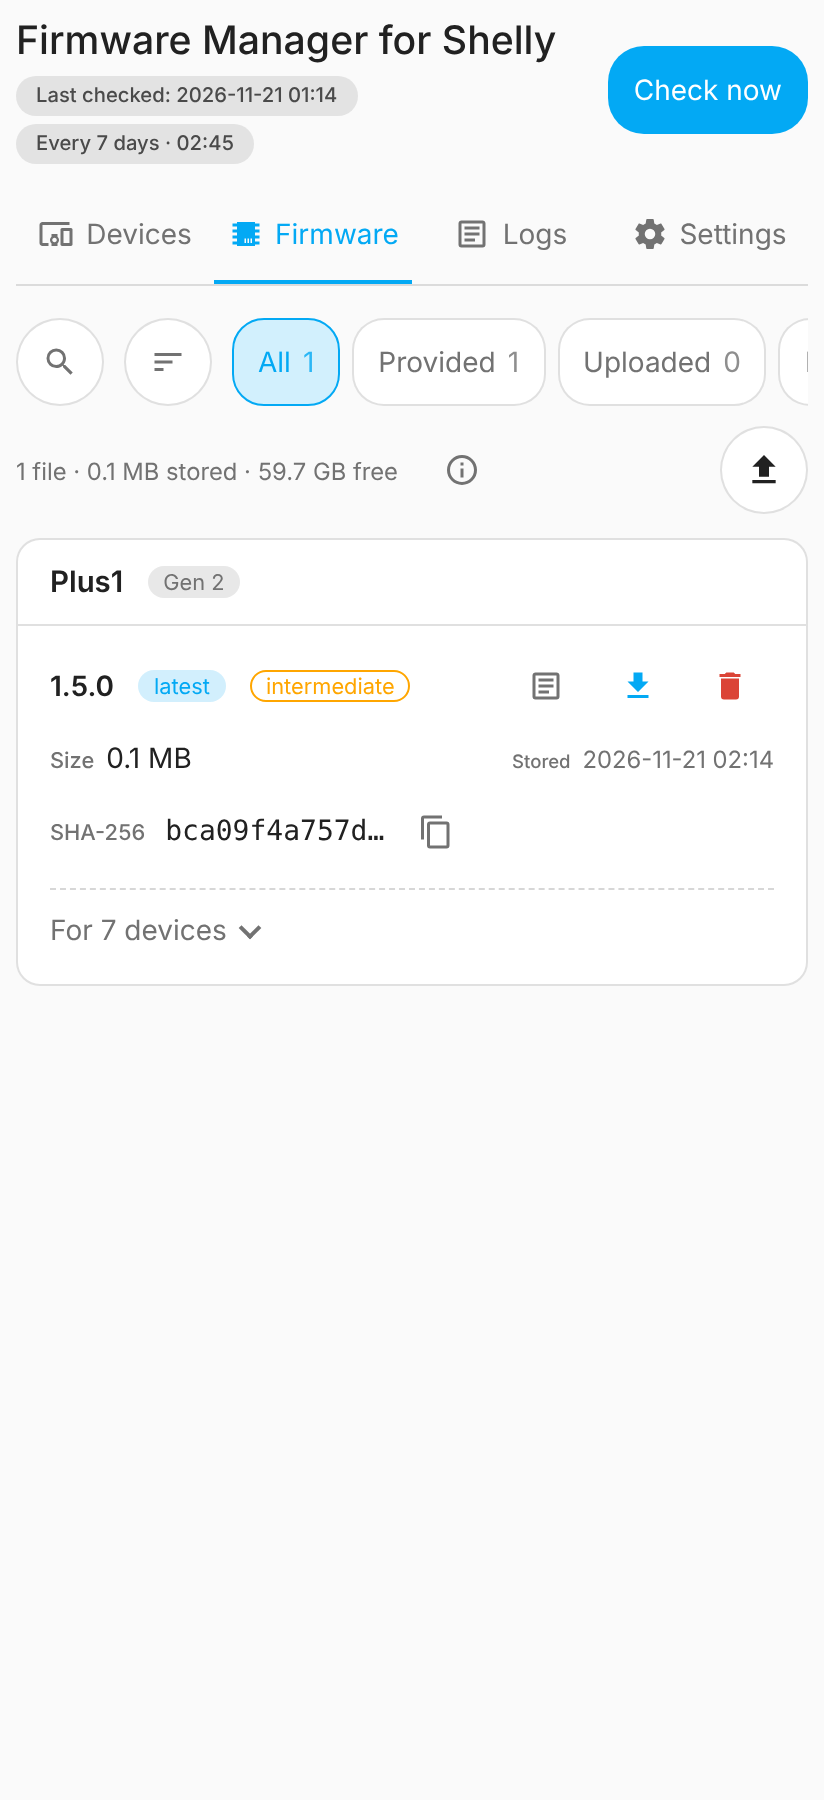 Firmware Manager for Shelly
Last checked: 2026-11-21 01:14
Every 7 days · 02:45
Check now
Devices
Firmware
Logs
Settings
All 1
Provided 1
Uploaded 0
1 file · 0.1 MB stored · 59.7 GB free
Plus1
Gen 2
1.5.0
latest
intermediate
Size 0.1 MB
Stored 2026-11-21 02:14
SHA-256 bca09f4a757d…
For 7 devices